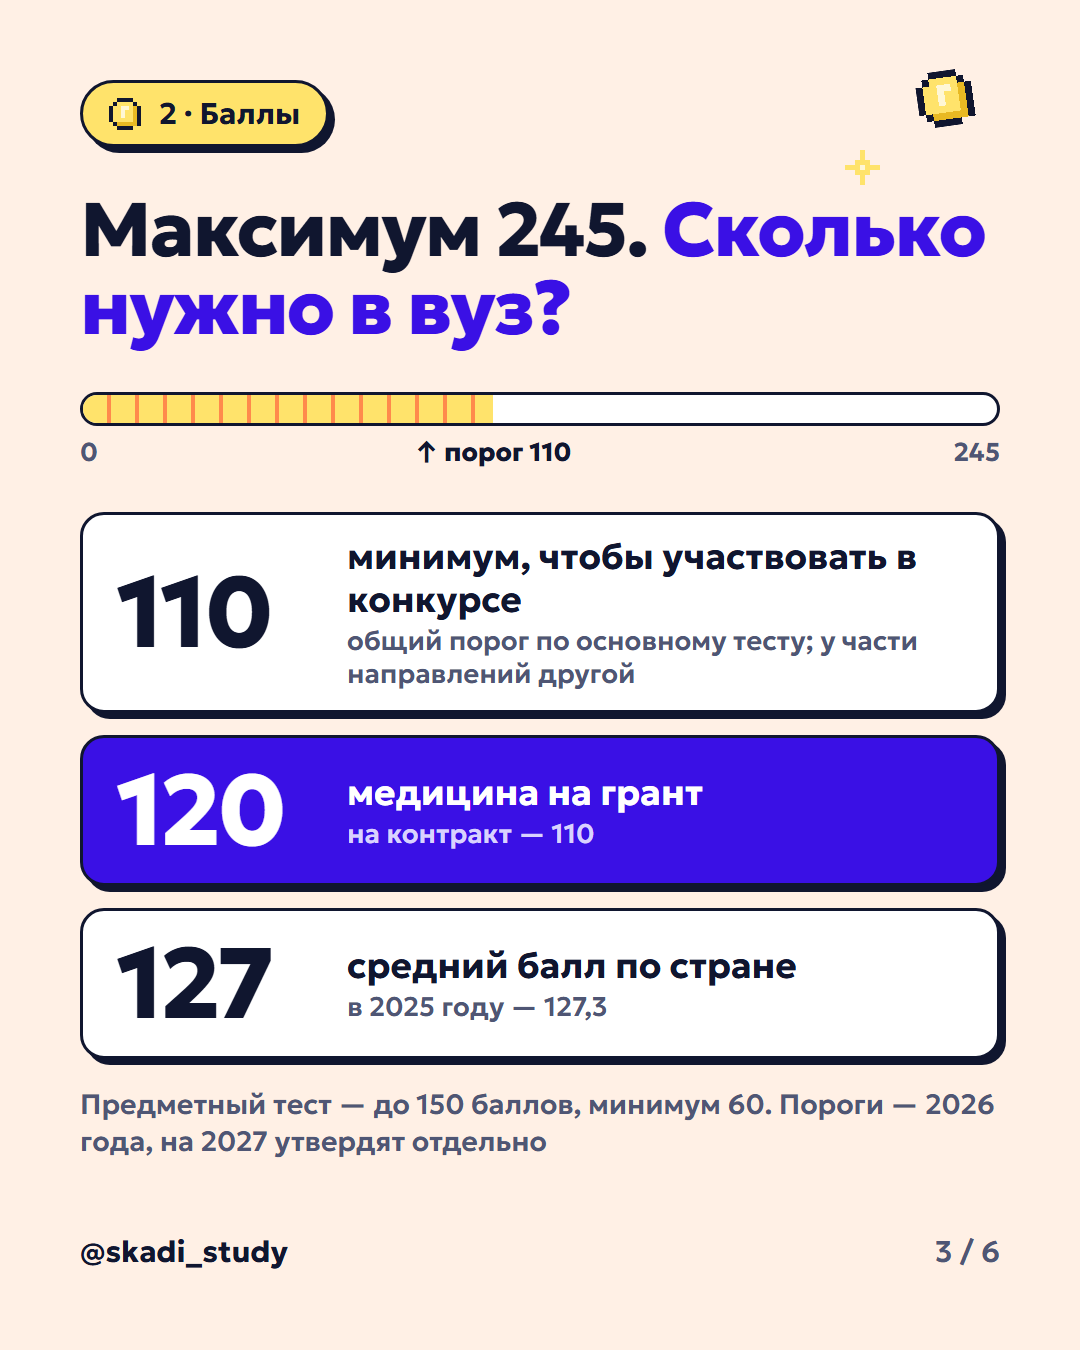 2 · Баллы
Максимум 245. Сколько
нужно в вуз?
0
↑ порог 110
245
110
минимум, чтобы участвовать в
конкурсе
общий порог по основному тесту; у части
направлений другой
120
медицина на грант
на контракт — 110
127
средний балл по стране
в 2025 году — 127,3
Предметный тест — до 150 баллов, минимум 60. Пороги — 2026
года, на 2027 утвердят отдельно
@skadi_study
3 / 6